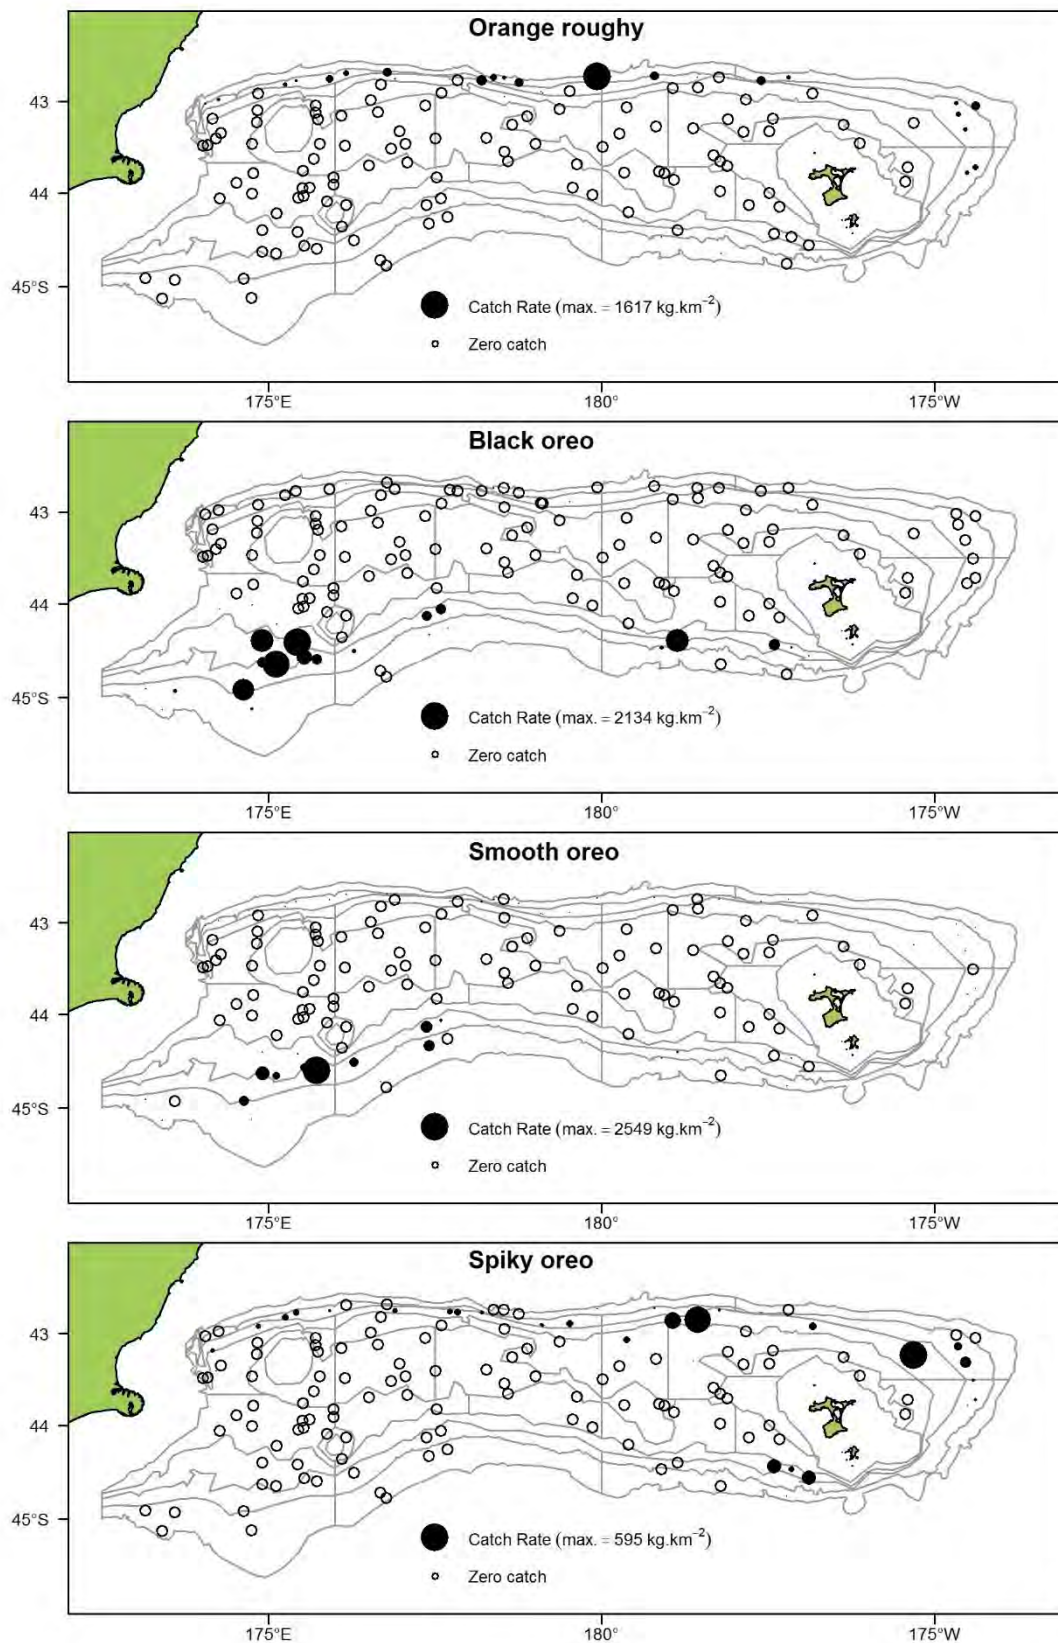 Orange roughy
43
44
45°S
Catch Rate (max. = 1617 kg.km⁻²)
Zero catch
175°E 180° 175°W
Black oreo
43
44
45°S
Catch Rate (max. = 2134 kg.km⁻²)
Zero catch
175°E 180° 175°W
Smooth oreo
43
44
45°S
Catch Rate (max. = 2549 kg.km⁻²)
Zero catch
175°E 180° 175°W
Spiky oreo
43
44
45°S
Catch Rate (max. = 595 kg.km⁻²)
Zero catch
175°E 180° 175°W